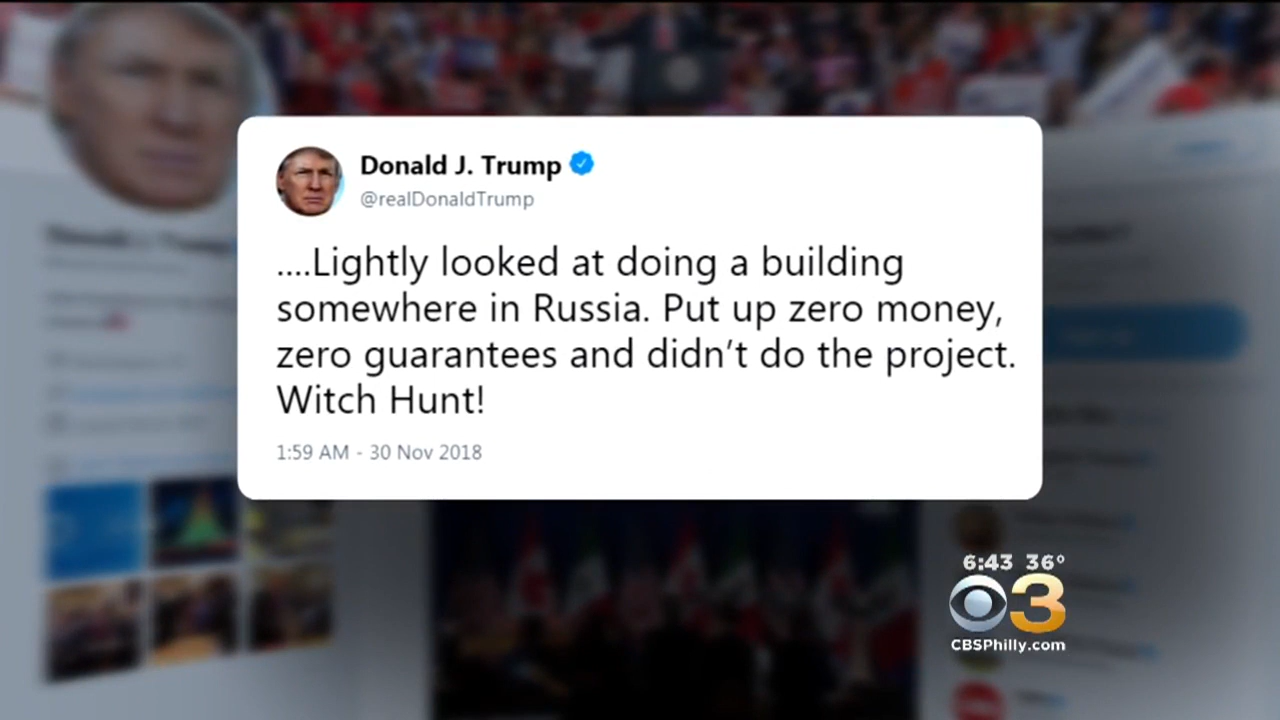 Donald J. Trump
@realDonaldTrump
....Lightly looked at doing a building
somewhere in Russia. Put up zero money,
zero guarantees and didn't do the project.
Witch Hunt!
1:59 AM - 30 Nov 2018
6:43 36°
3
CBSPhilly.com